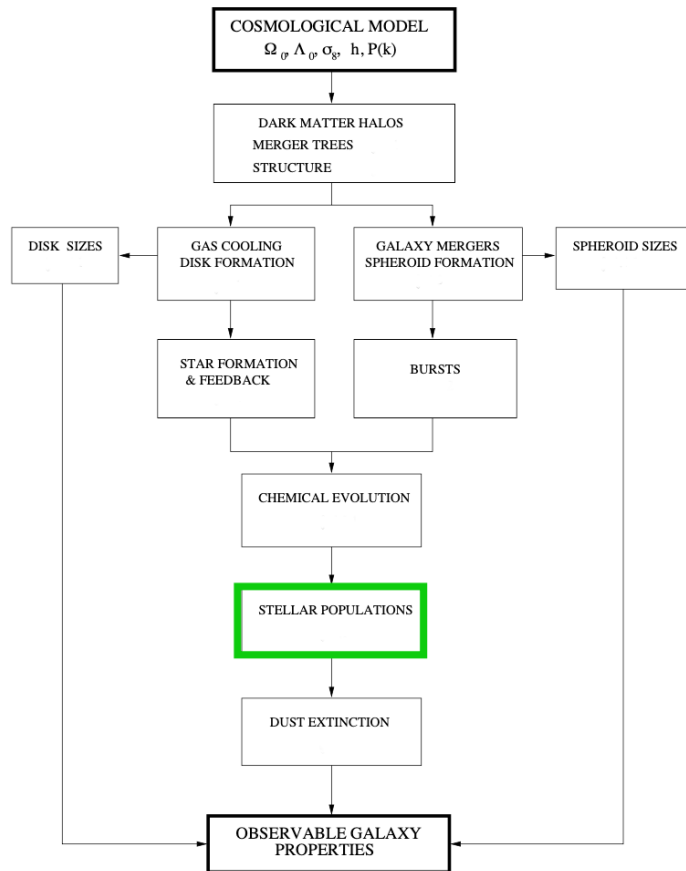 COSMOLOGICAL MODEL
Ω₀, Λ₀, σ₈, h, P(k)
DARK MATTER HALOS
MERGER TREES
STRUCTURE
DISK SIZES
GAS COOLING
DISK FORMATION
GALAXY MERGERS
SPHEROID FORMATION
SPHEROID SIZES
STAR FORMATION
& FEEDBACK
BURSTS
CHEMICAL EVOLUTION
STELLAR POPULATIONS
DUST EXTINCTION
OBSERVABLE GALAXY
PROPERTIES